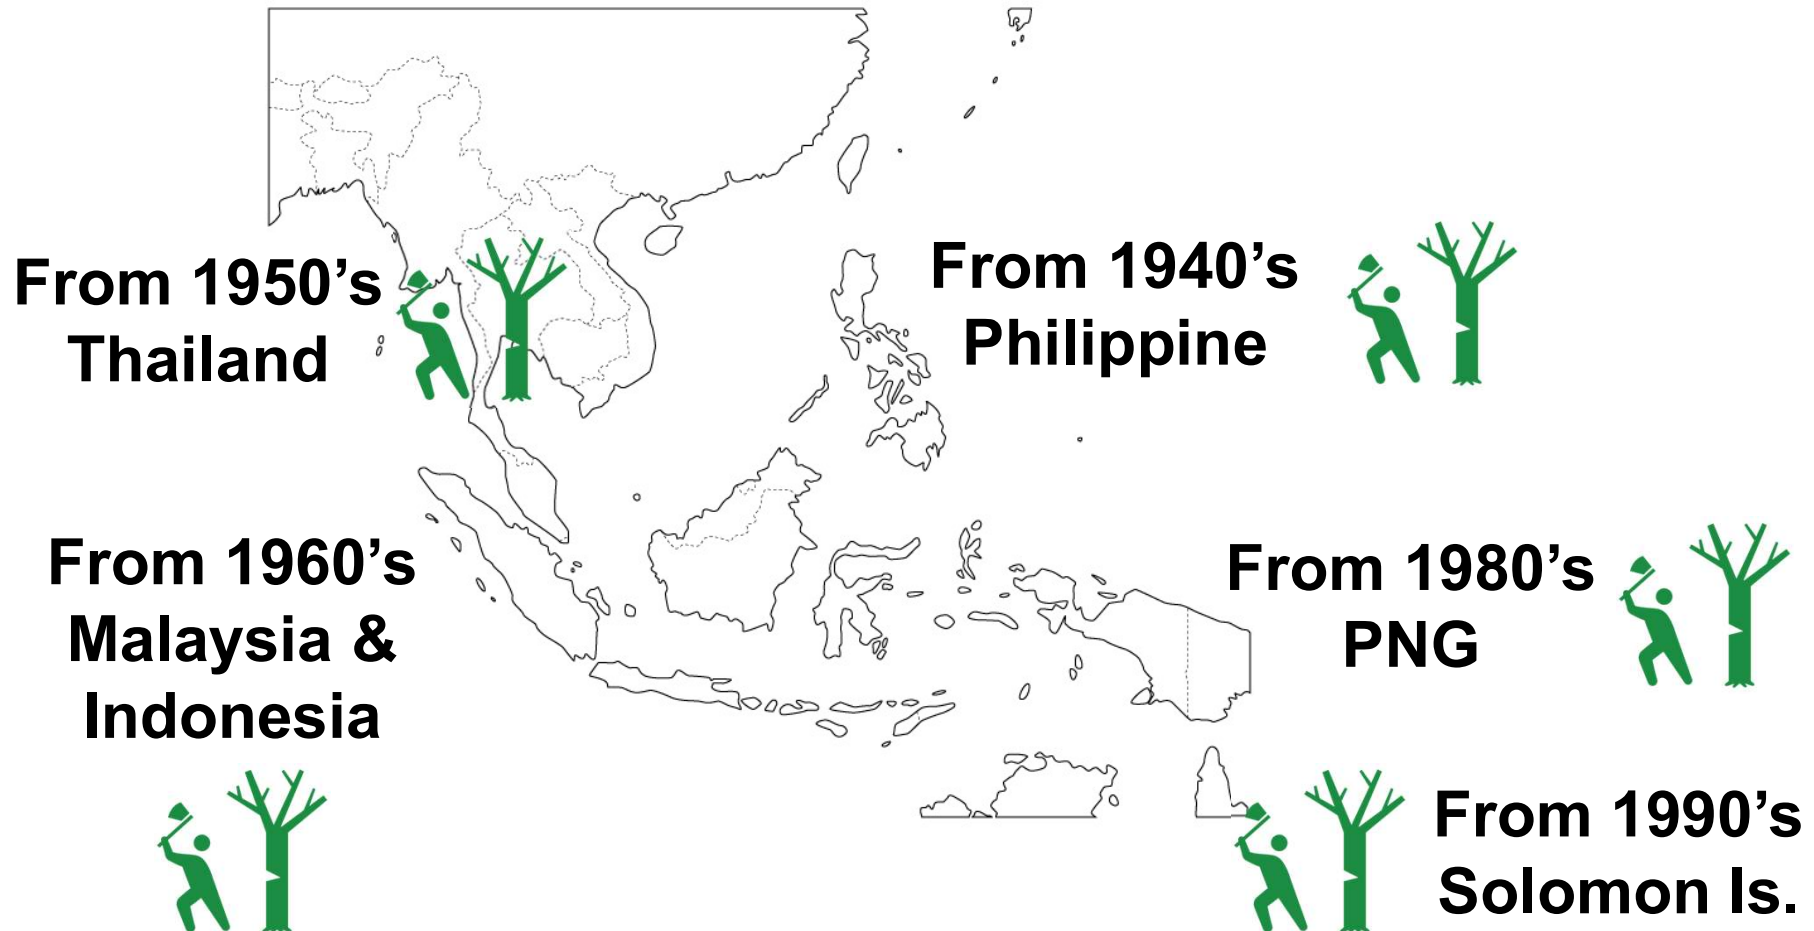 From 1950’s
Thailand
From 1940’s
Philippine
From 1960’s
Malaysia &
Indonesia
From 1980’s
PNG
From 1990’s
Solomon Is.